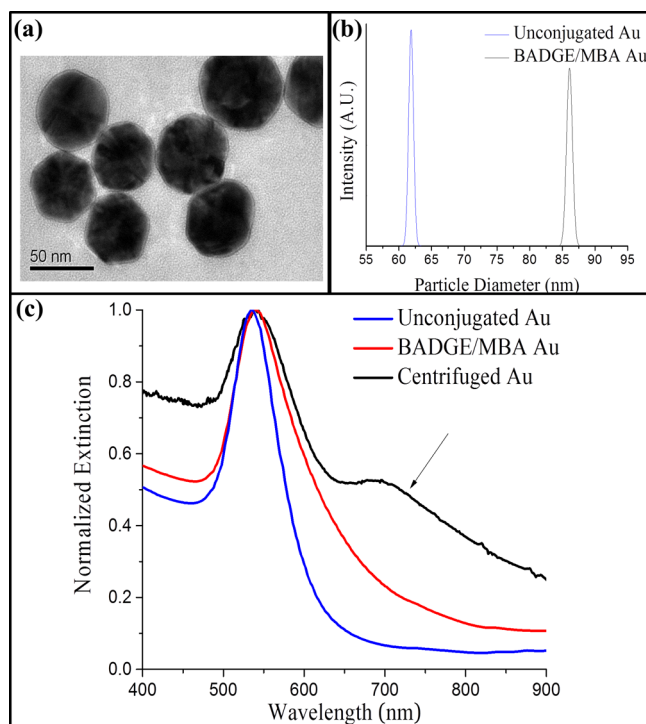 (a)
50 nm
(b)
Unconjugated Au
BADGE/MBA Au
Intensity (A.U.)
55 60 65 70 75 80 85 90 95
Particle Diameter (nm)
(c)
Unconjugated Au
BADGE/MBA Au
Centrifuged Au
Normalized Extinction
1.0
0.8
0.6
0.4
0.2
0.0
400 500 600 700 800 900
Wavelength (nm)